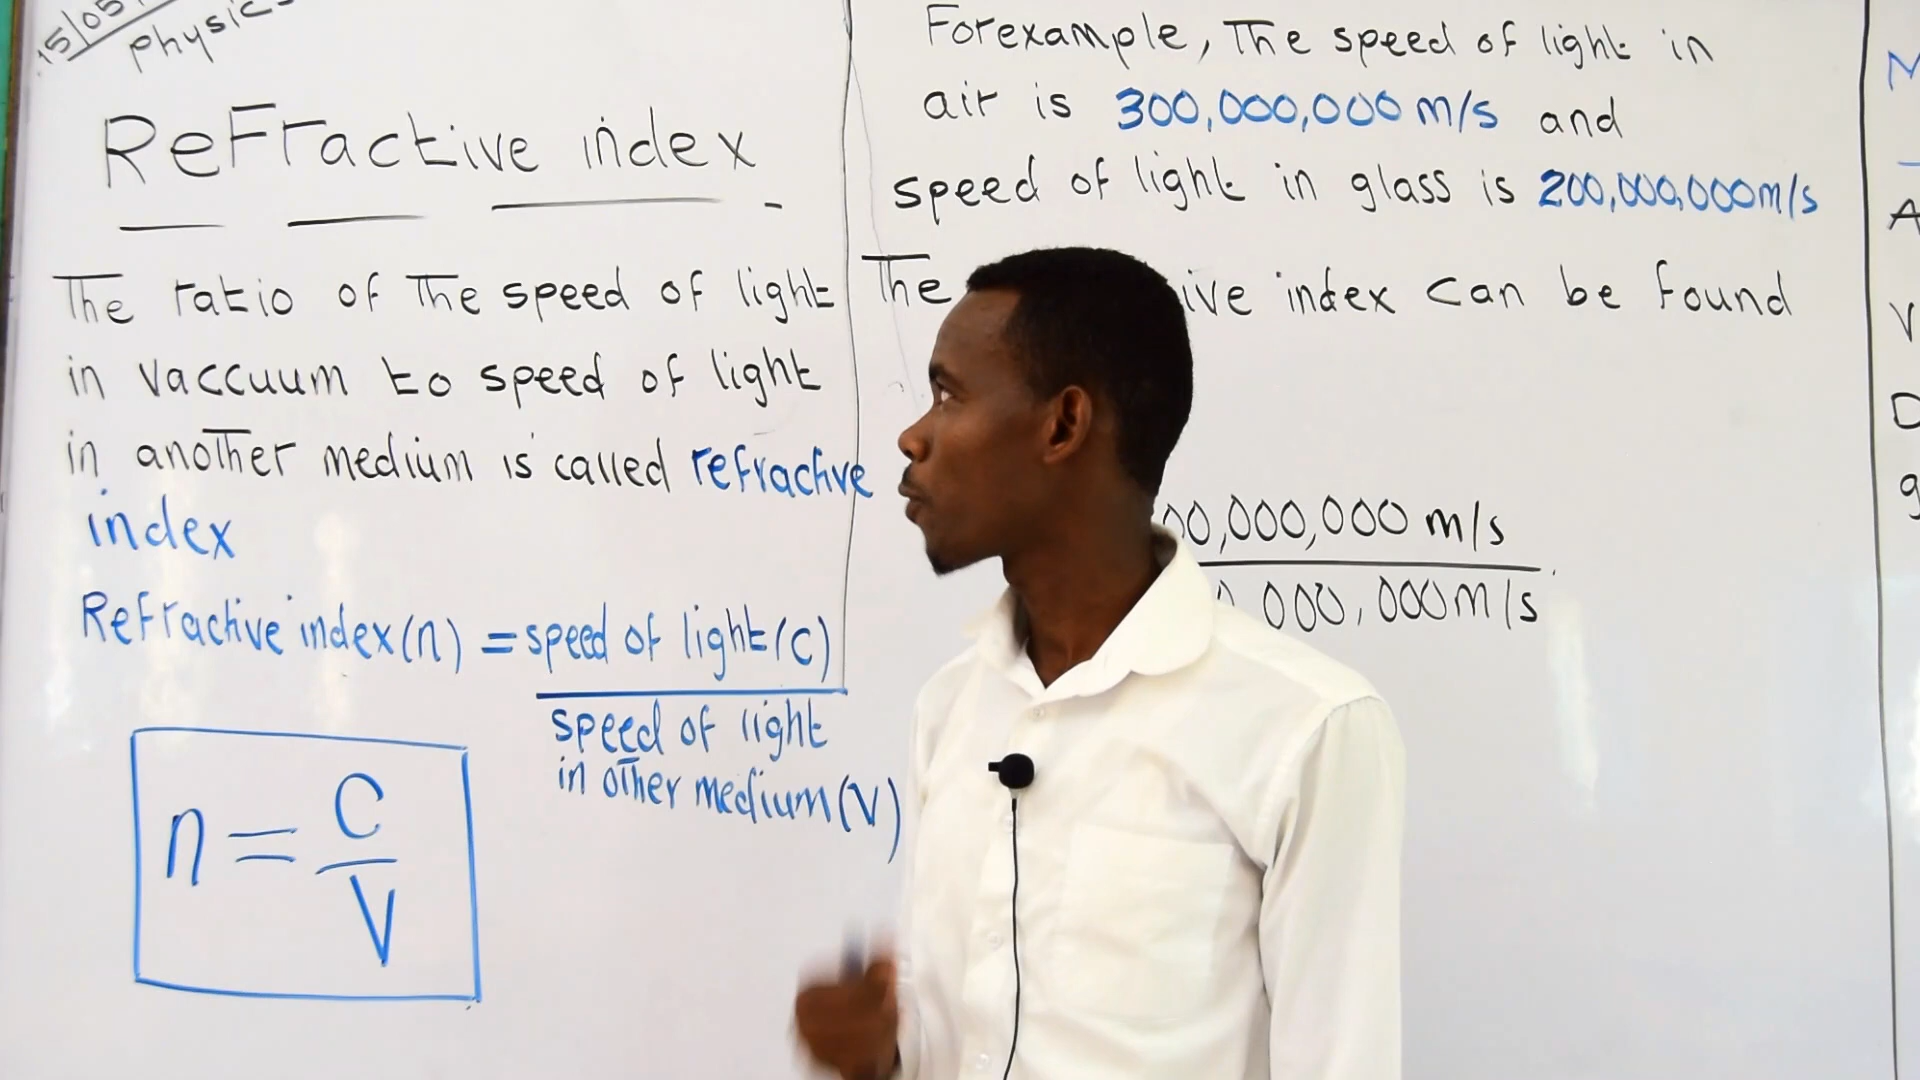 15/05
Physics
Refractive index
The ratio of the speed of light
in vaccuum to speed of light
in another medium is called refractive
index
Refractive index (n) = speed of light (C)
speed of light
in other medium (V)
n = C
V
Forexample, The speed of light in
air is 300,000,000 m/s and
speed of light in glass is 200,000,000 m/s
The ive index can be found
00,000,000 m/s
000,000 m/s
A
V
D
g